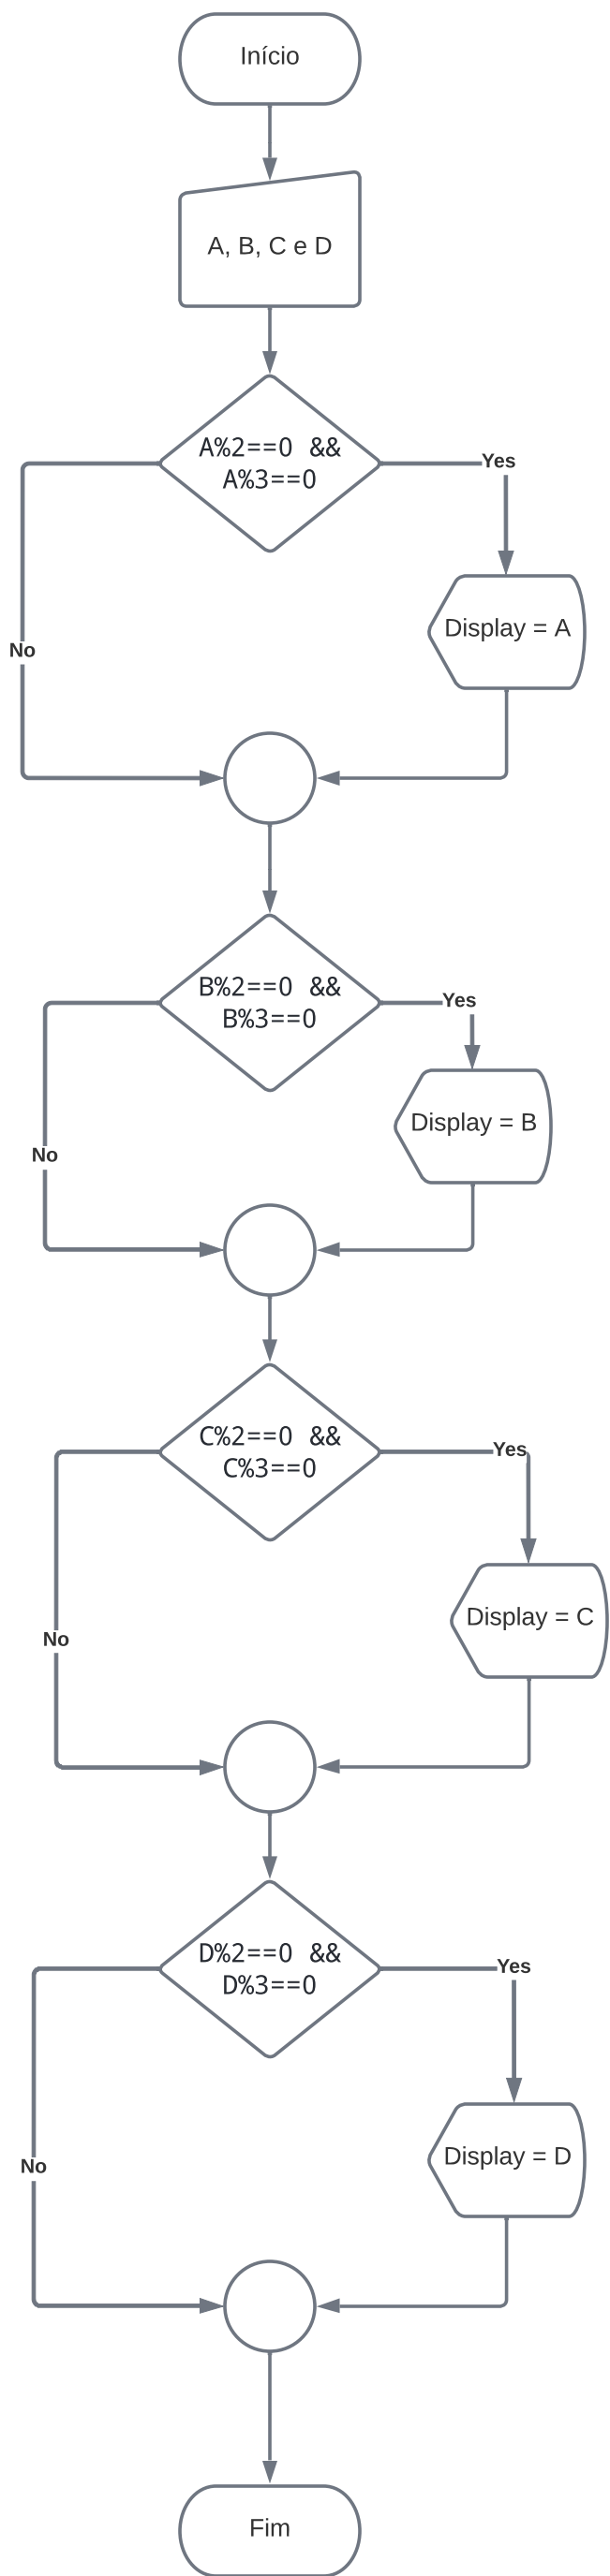 Início
A, B, C e D
A%2==0 &&
A%3==0
Yes
Display = A
No
B%2==0 &&
B%3==0
Yes
Display = B
No
C%2==0 &&
C%3==0
Yes
Display = C
No
D%2==0 &&
D%3==0
Yes
Display = D
No
Fim